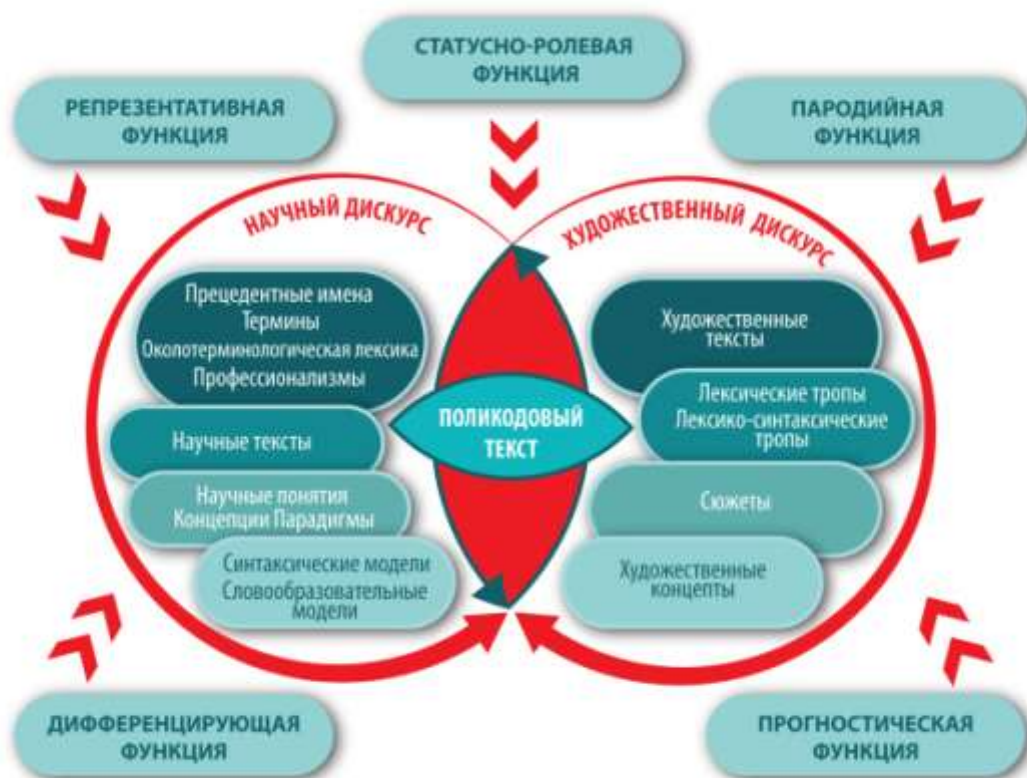 СТАТУСНО-РОЛЕВАЯ
ФУНКЦИЯ
РЕПРЕЗЕНТАТИВНАЯ
ФУНКЦИЯ
ПАРОДИЙНАЯ
ФУНКЦИЯ
НАУЧНЫЙ ДИСКУРС
ХУДОЖЕСТВЕННЫЙ ДИСКУРС
Прецедентные имена
Термины
Околотерминологическая лексика
Профессионализмы
Научные тексты
Научные понятия
Концепции Парадигмы
Синтаксические модели
Словообразовательные
модели
ПОЛИКОДОВЫЙ
ТЕКСТ
Художественные
тексты
Лексические тропы
Лексико-синтаксические
тропы
Сюжеты
Художественные
концепты
ДИФФЕРЕНЦИРУЮЩАЯ
ФУНКЦИЯ
ПРОГНОСТИЧЕСКАЯ
ФУНКЦИЯ